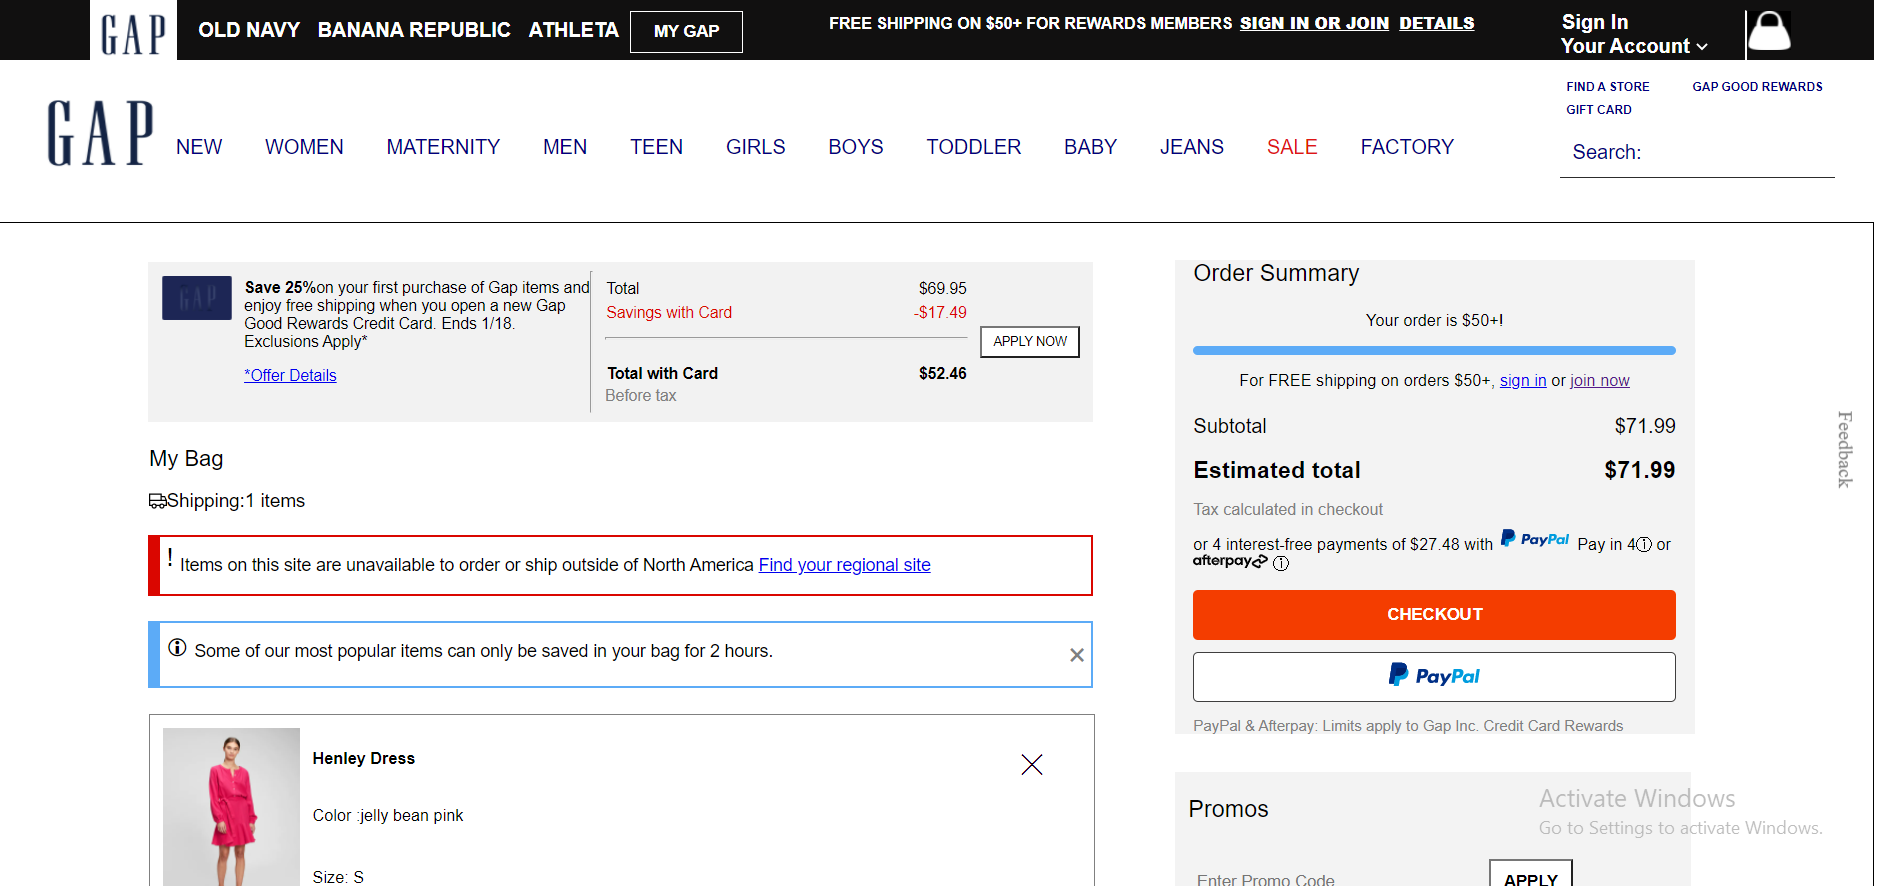 GAP OLD NAVY BANANA REPUBLIC ATHLETA MY GAP FREE SHIPPING ON $50+ FOR REWARDS MEMBERS SIGN IN OR JOIN DETAILS Sign In
Your Account
FIND A STORE GAP GOOD REWARDS
GIFT CARD
GAP NEW WOMEN MATERNITY MEN TEEN GIRLS BOYS TODDLER BABY JEANS SALE FACTORY Search:
GAP
Save 25%on your first purchase of Gap items and
enjoy free shipping when you open a new Gap
Good Rewards Credit Card. Ends 1/18.
Exclusions Apply*
*Offer Details
Total $69.95
Savings with Card -$17.49
APPLY NOW
Total with Card $52.46
Before tax
My Bag
Shipping:1 items
! Items on this site are unavailable to order or ship outside of North America Find your regional site
Some of our most popular items can only be saved in your bag for 2 hours.
Henley Dress
Color :jelly bean pink
Size: S
Order Summary
Your order is $50+!
For FREE shipping on orders $50+, sign in or join now
Subtotal $71.99
Estimated total $71.99
Tax calculated in checkout
or 4 interest-free payments of $27.48 with PayPal Pay in 4ⓘ or
afterpay ⓘ
CHECKOUT
PayPal
PayPal & Afterpay: Limits apply to Gap Inc. Credit Card Rewards
Promos
Enter Promo Code APPLY
Feedback
Activate Windows
Go to Settings to activate Windows.